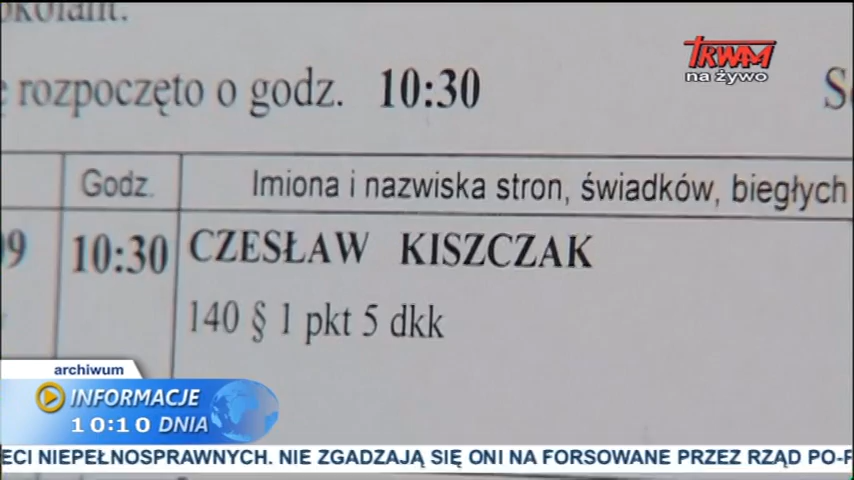 okołant.
TRWAM
na żywo
ę rozpoczęto o godz. 10:30
Godz. Imiona i nazwiska stron, świadków, biegłych
09 10:30 CZESŁAW KISZCZAK
140 § 1 pkt 5 dkk
archiwum
INFORMACJE
10:10 DNIA
ECI NIEPEŁNOSPRAWNYCH. NIE ZGADZAJĄ SIĘ ONI NA FORSOWANE PRZEZ RZĄD PO-P